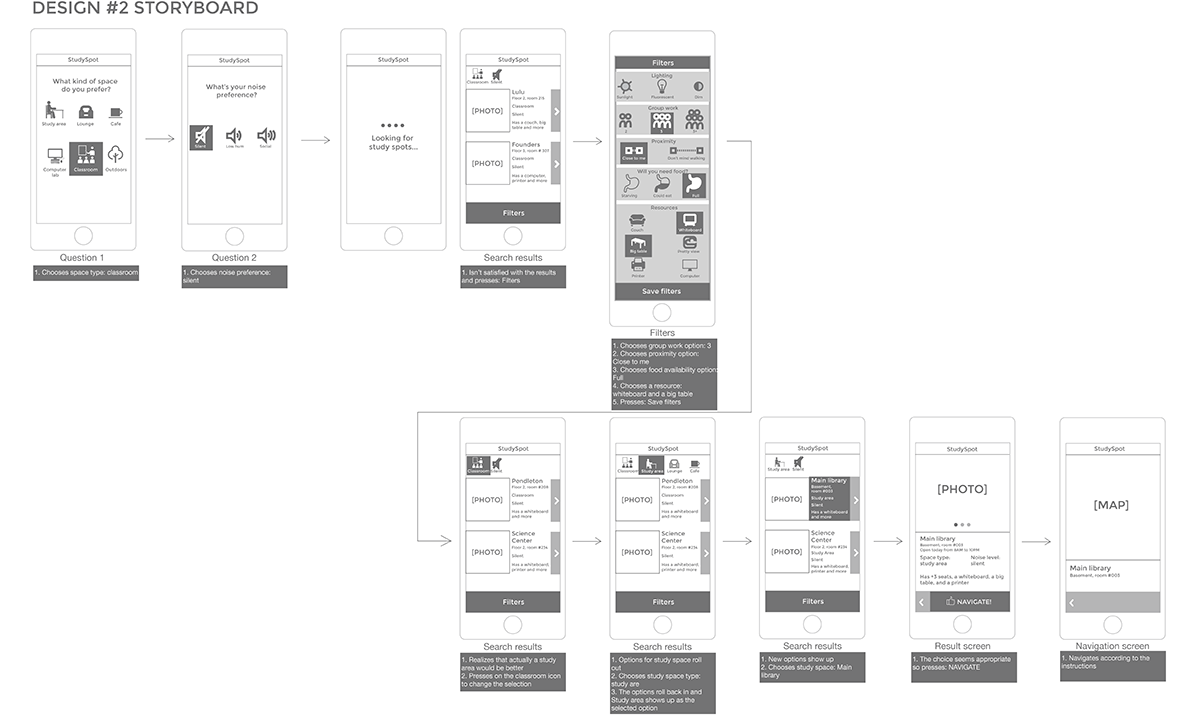 DESIGN #2 STORYBOARD
StudySpot
What kind of space
do you prefer?
Study area
Lounge
Cafe
Computer
lab
Classroom
Outdoors
Question 1
1. Chooses space type: classroom
StudySpot
What's your noise
preference?
Silent
Low hum
Social
Question 2
1. Chooses noise preference:
silent
StudySpot
Looking for
study spots...
StudySpot
Classroom
Silent
[PHOTO]
Lulu
Floor 2, room 215
Classroom
Silent
Has a couch, big
table and more
[PHOTO]
Founders
Floor 2, room #
Classroom
Silent
Has a computer,
printer and more
Filters
Search results
1. Isn't satisfied with the results
and presses: Filters
Filters
Lighting
Sunlight
Fluorescent
Dim
Group work
2
3
Proximity
Close to me
Don't mind walking
Will you need food?
Starving
Could eat
Full
Resources
Couch
Whiteboard
Big table
Pretty view
Printer
Computer
Save filters
Filters
1. Chooses group work option: 3
2. Chooses proximity option:
Close to me
3. Chooses food availability option:
Full
4. Chooses a resource:
whiteboard and a big table
5. Presses: Save filters
StudySpot
Classroom
Silent
[PHOTO]
Pendleton
Floor 2, room #208
Classroom
Silent
Has a whiteboard
and more
[PHOTO]
Science
Center
Floor 2, room #234
Silent
Has a whiteboard,
printer and more
Filters
Search results
1. Realizes that actually a study
area would be better
2. Presses on the classroom icon
to change the selection
StudySpot
Classroom
Study area
Lounge
Cafe
[PHOTO]
Pendleton
Floor 2, room #208
Classroom
Silent
Has a whiteboard
and more
[PHOTO]
Science
Center
Floor 2, room #234
Silent
Has a whiteboard,
printer and more
Filters
Search results
1. Options for study space roll
out
2. Chooses study space type:
study are
3. The options roll back in and
Study area shows up as the
selected option
StudySpot
Study area
Silent
[PHOTO]
Main library
Basement,
room #003
Study area
Silent
Has a whiteboard
and more
[PHOTO]
Science
Center
Floor 2, room #234
Study Area
Silent
Has a whiteboard,
printer and more
Filters
Search results
1. New options show up
2. Chooses study space: Main
library
StudySpot
[PHOTO]
Main library
Basement, room #003
Open today from 8AM to 10PM
Space type:
study area
Noise level:
silent
Has +3 seats, a whiteboard, a big
table, and a printer
NAVIGATE!
Result screen
1. The choice seems appropriate
so presses: NAVIGATE
StudySpot
[MAP]
Main library
Basement, room #003
Navigation screen
1. Navigates according to the
instructions